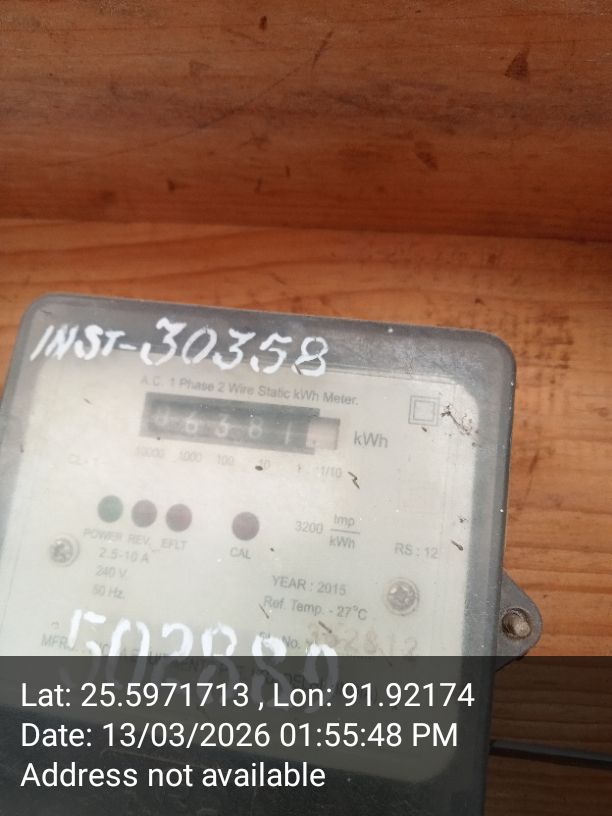 INST-30358
A.C. 1 Phase 2 Wire Static kWh Meter.
6381 kWh
10000 1000 100 10 1/10
POWER REV. EFLT
CAL
3200 Imp/kWh
RS : 12
2.5-10 A
240 V.
50 Hz.
YEAR : 2015
Ref. Temp. - 27°C
Lat: 25.5971713 , Lon: 91.92174
Date: 13/03/2026 01:55:48 PM
Address not available